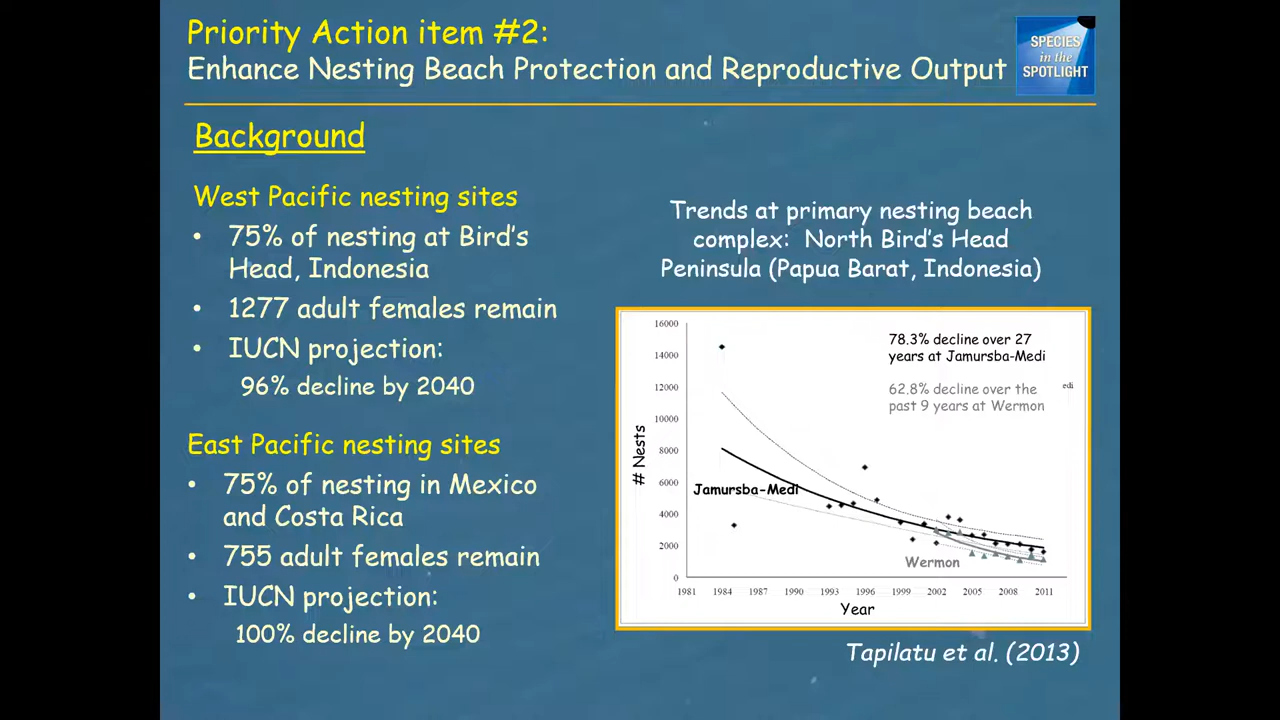 Priority Action item #2:
Enhance Nesting Beach Protection and Reproductive Output
SPECIES
in the
SPOTLIGHT
Background
West Pacific nesting sites
• 75% of nesting at Bird's
Head, Indonesia
• 1277 adult females remain
• IUCN projection:
96% decline by 2040
East Pacific nesting sites
• 75% of nesting in Mexico
and Costa Rica
• 755 adult females remain
• IUCN projection:
100% decline by 2040
Trends at primary nesting beach
complex: North Bird's Head
Peninsula (Papua Barat, Indonesia)
16000
14000
12000
10000
8000
6000
4000
2000
0
# Nests
78.3% decline over 27
years at Jamursba-Medi
62.8% decline over the
past 9 years at Wermon
edi
Jamursba-Medi
Wermon
1981 1984 1987 1990 1993 1996 1999 2002 2005 2008 2011
Year
Tapilatu et al. (2013)